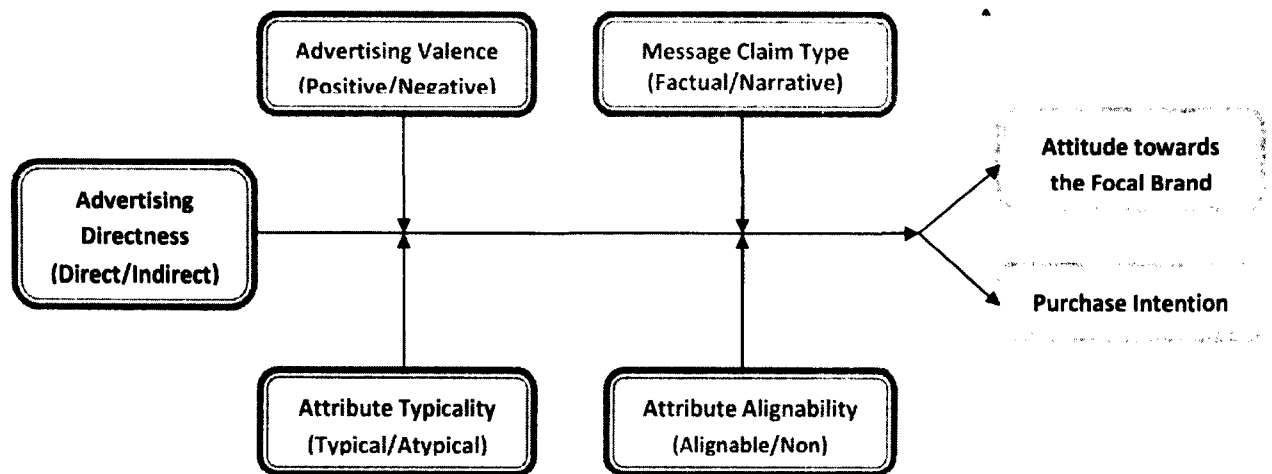 Advertising Valence
(Positive/Negative)
Message Claim Type
(Factual/Narrative)
Attitude towards
the Focal Brand
Advertising
Directness
(Direct/Indirect)
Purchase Intention
Attribute Typicality
(Typical/Atypical)
Attribute Alignability
(Alignable/Non)